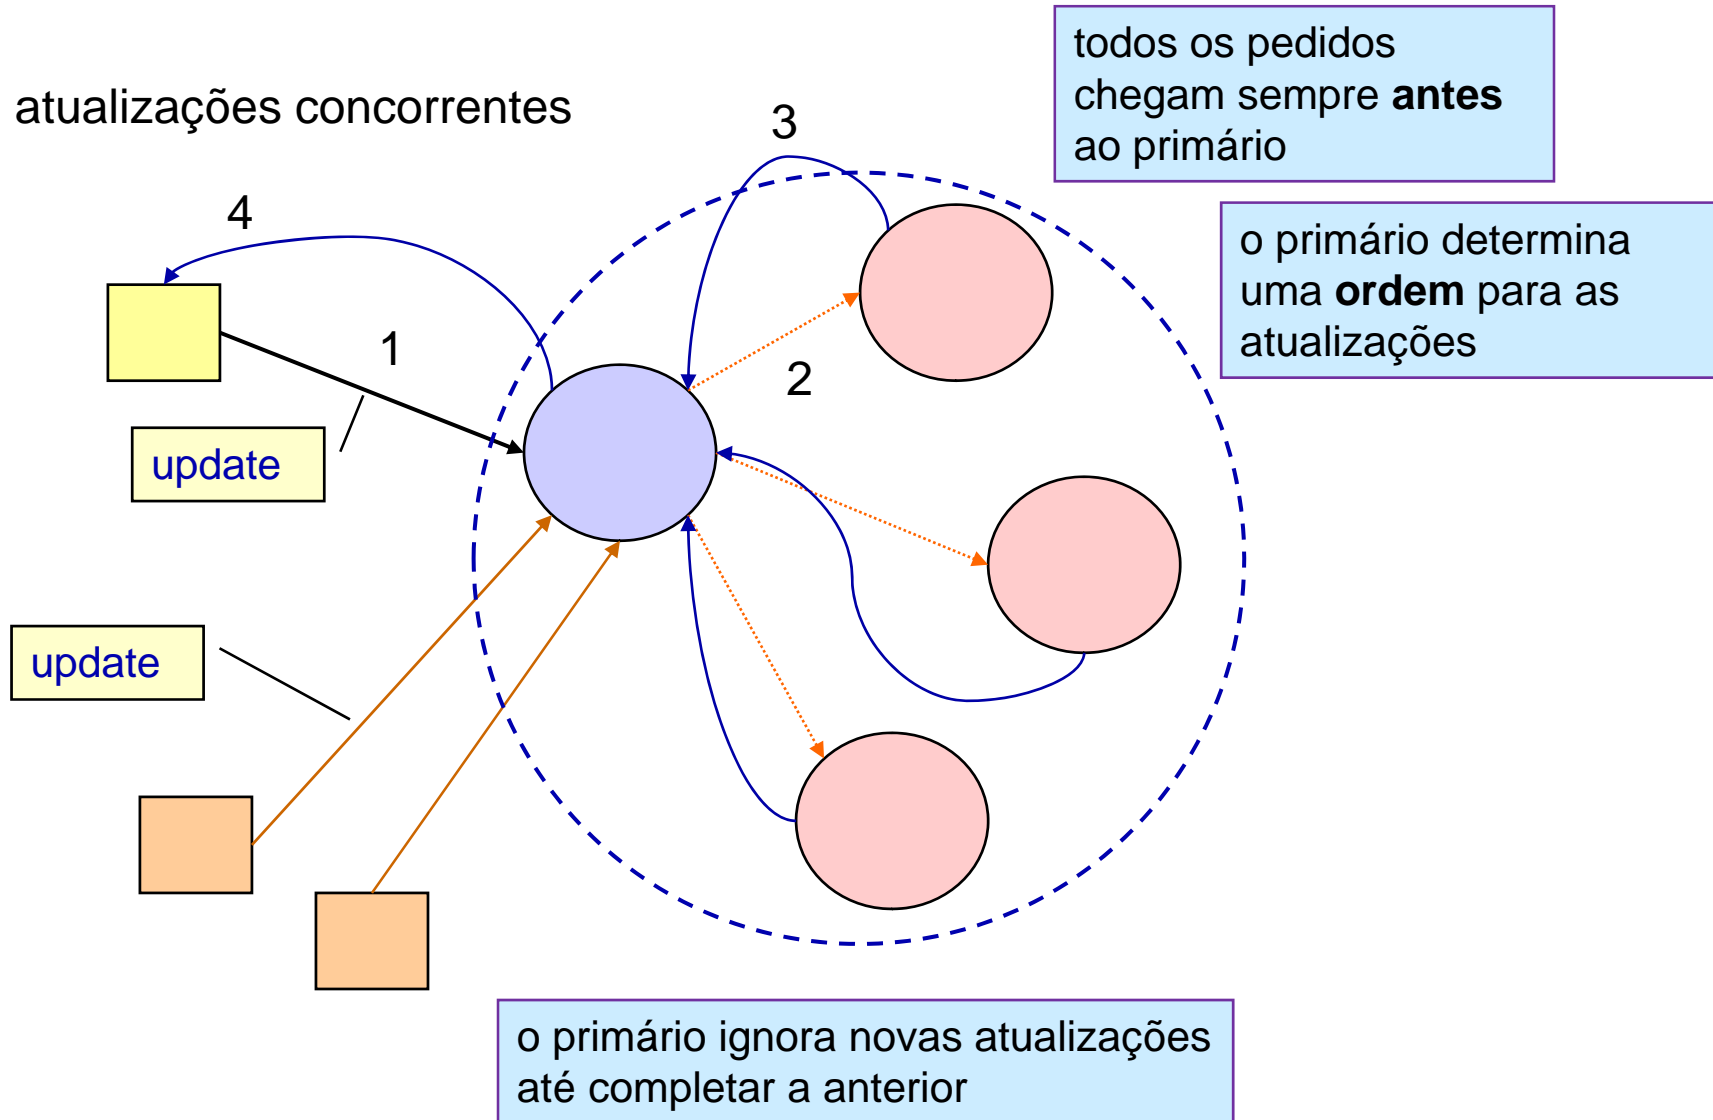 todos os pedidos
chegam sempre antes
ao primário
atualizações concorrentes
3
4
o primário determina
uma ordem para as
atualizações
1
2
update
update
o primário ignora novas atualizações
até completar a anterior